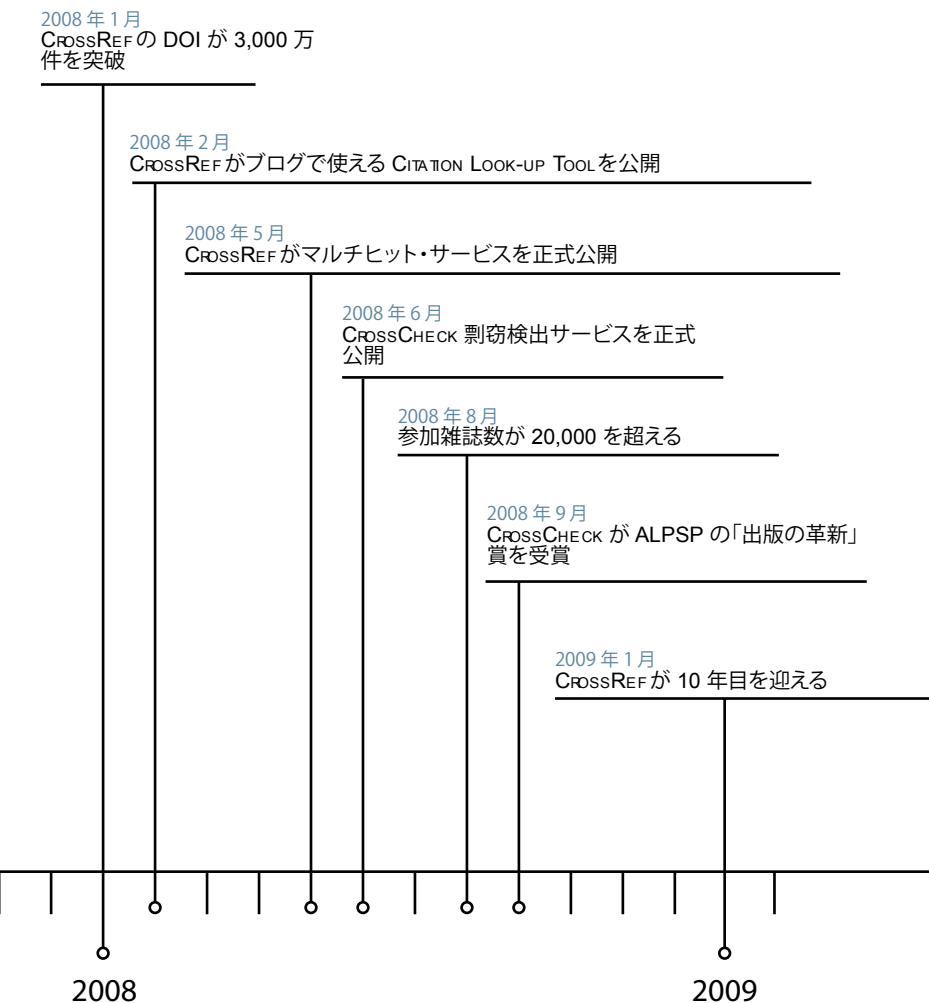 2008 年 1 月
CROSSREF の DOI が 3,000 万
件を突破
2008 年 2 月
CROSSREF がブログで使える CITATION LOOK-UP TOOL を公開
2008 年 5 月
CROSSREF がマルチヒット・サービスを正式公開
2008 年 6 月
CROSSCHECK 剽窃検出サービスを正式
公開
2008 年 8 月
参加雑誌数が 20,000 を超える
2008 年 9 月
CROSSCHECK が ALPSP の「出版の革新」
賞を受賞
2009 年 1 月
CROSSREF が 10 年目を迎える
2008
2009